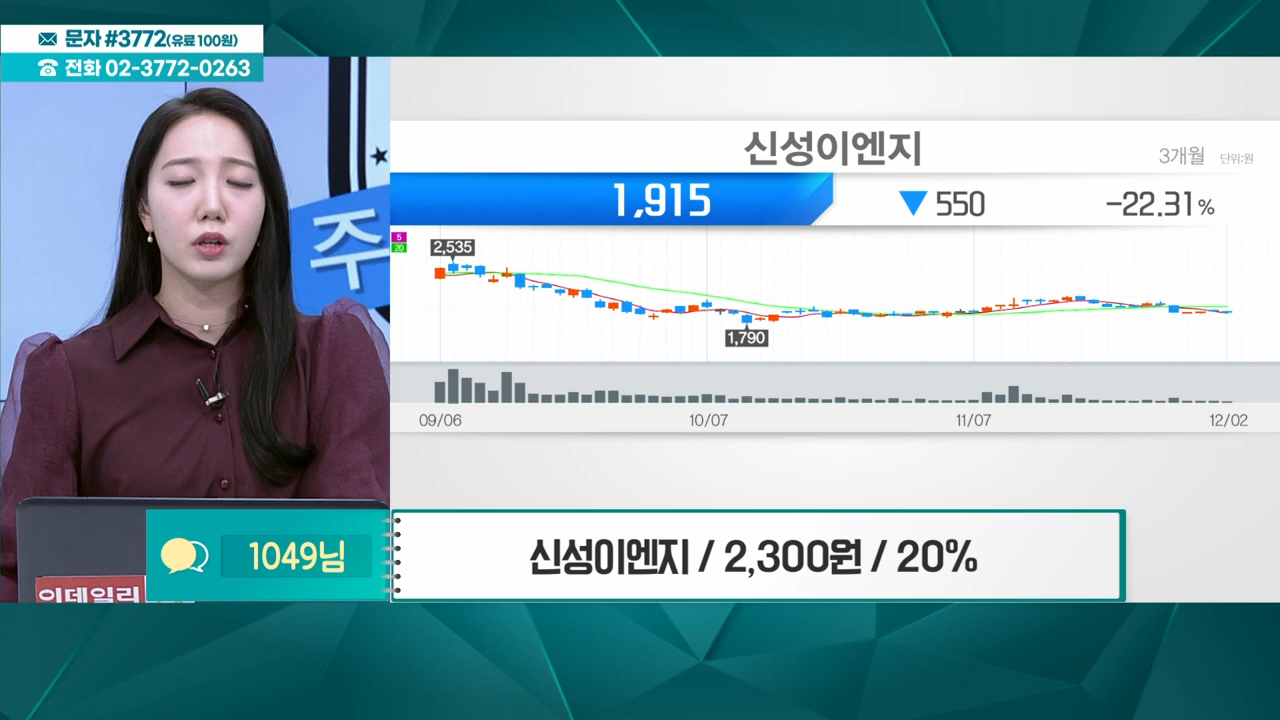 문자 #3772(유료 100원)
전화 02-3772-0263
주
신성이엔지
3개월 단위:원
1,915 ▼ 550 -22.31%
5
20
2,535
1,790
09/06 10/07 11/07 12/02
1049님
신성이엔지 / 2,300원 / 20%
이데일리